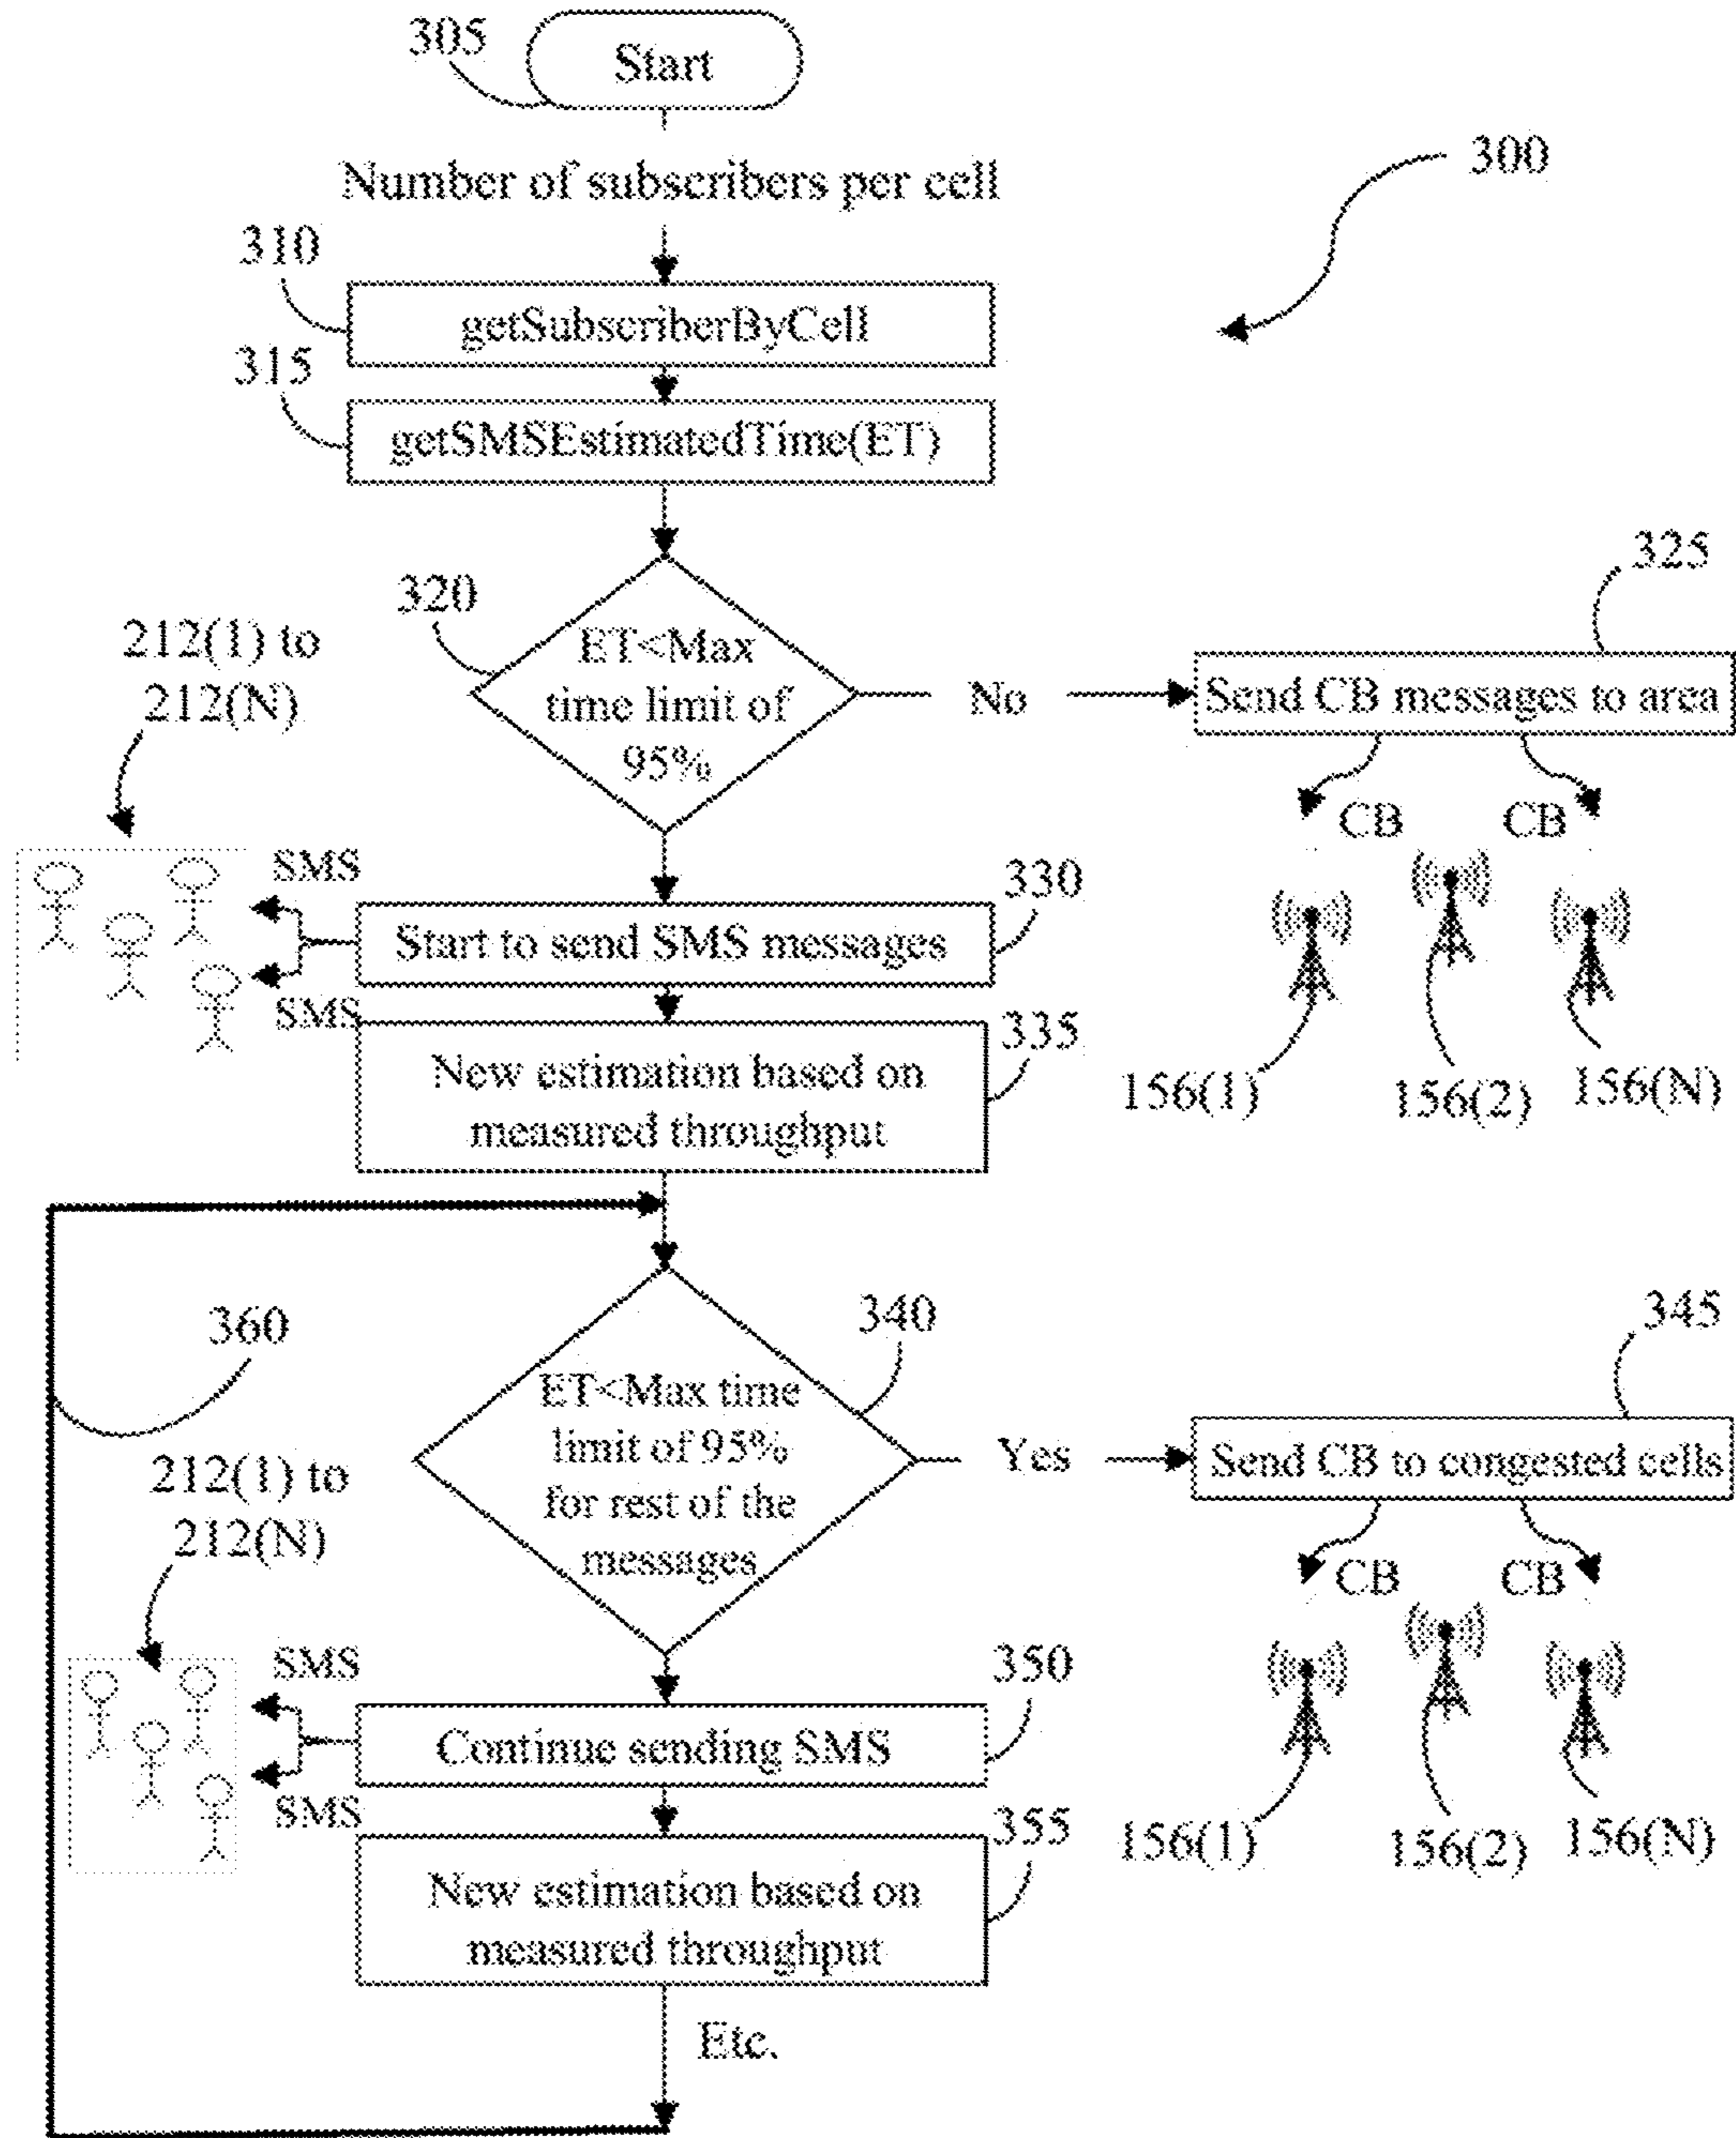 305
Start
300
Number of subscribers per cell
310
getSubscriberByCell
315
getSMSEstimatedTime(ET)
325
320
212(1) to
212(N)
ET<Max
time limit of
95%
No
Send CB messages to area
CB
CB
SMS
330
Start to send SMS messages
SMS
335
New estimation based on
measured throughput
156(1)
156(2)
156(N)
360
340
345
ET<Max time
limit of 95%
for rest of the
messages
Yes
Send CB to congested cells
212(1) to
212(N)
CB
CB
SMS
350
Continue sending SMS
SMS
355
New estimation based on
measured throughput
156(1)
156(2)
156(N)
Etc.